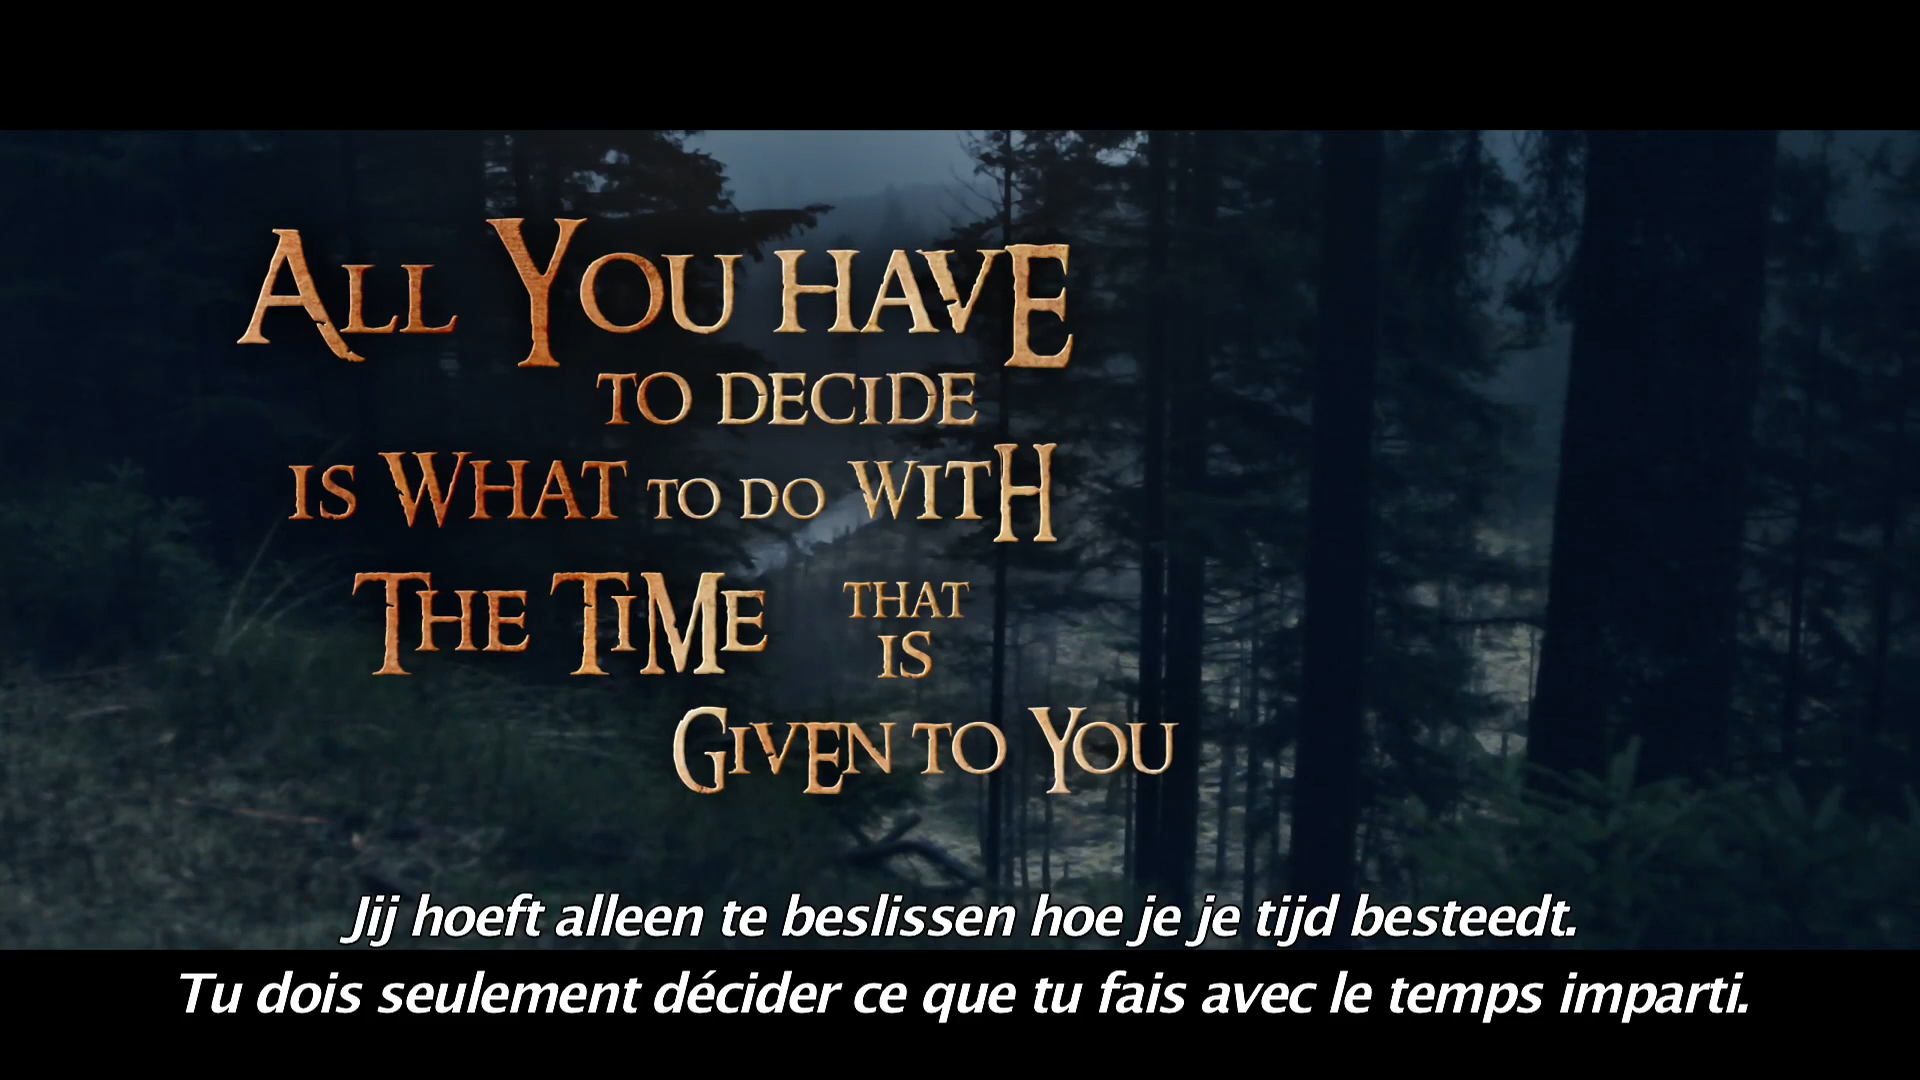 ALL YOU HAVE
TO DECIDE
IS WHAT TO DO WITH
THE TIME THAT IS
GIVEN TO YOU
Jij hoeft alleen te beslissen hoe je je tijd besteedt.
Tu dois seulement décider ce que tu fais avec le temps imparti.